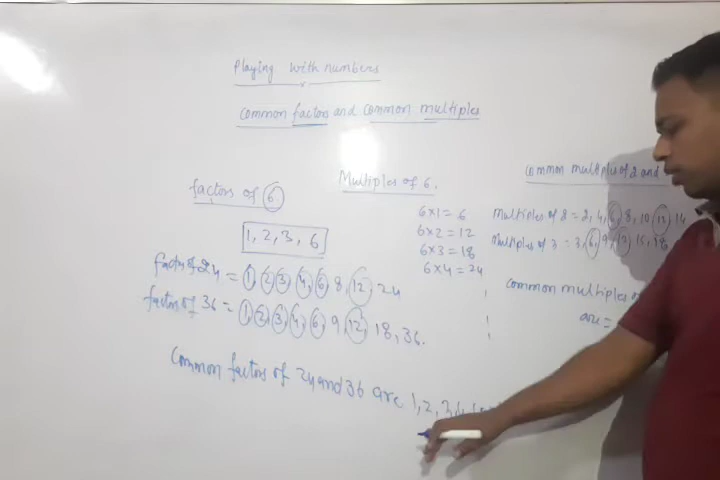 Playing with numbers
common factors and common multiples
factors of 6
1, 2, 3, 6
factor of 24 = 1, 2, 3, 4, 6, 8, 12, 24
factor of 36 = 1, 2, 3, 4, 6, 9, 12, 18, 36.
Common factors of 24 and 36 are 1, 2, 3, 4,
Multiples of 6.
6×1 = 6
6×2 = 12
6×3 = 18
6×4 = 24
common multiples of 2 and
multiples of 2 = 2, 4, 6, 8, 10, 12, 14
multiples of 3 = 3, 6, 9, 12, 15, 18
common multiples
are =